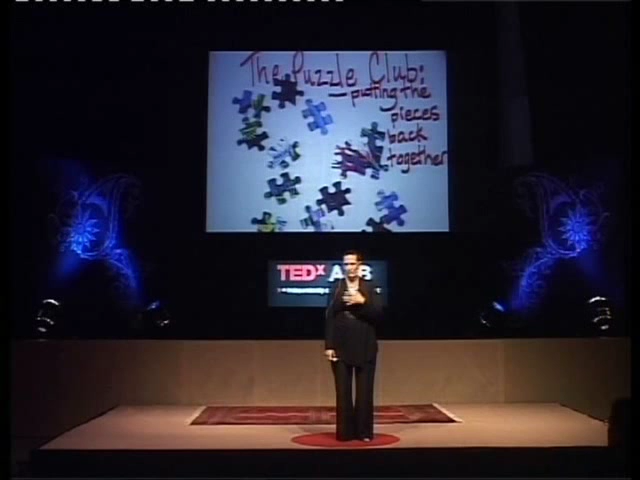 The Puzzle Club:
putting the
pieces
back
together
TEDx A B